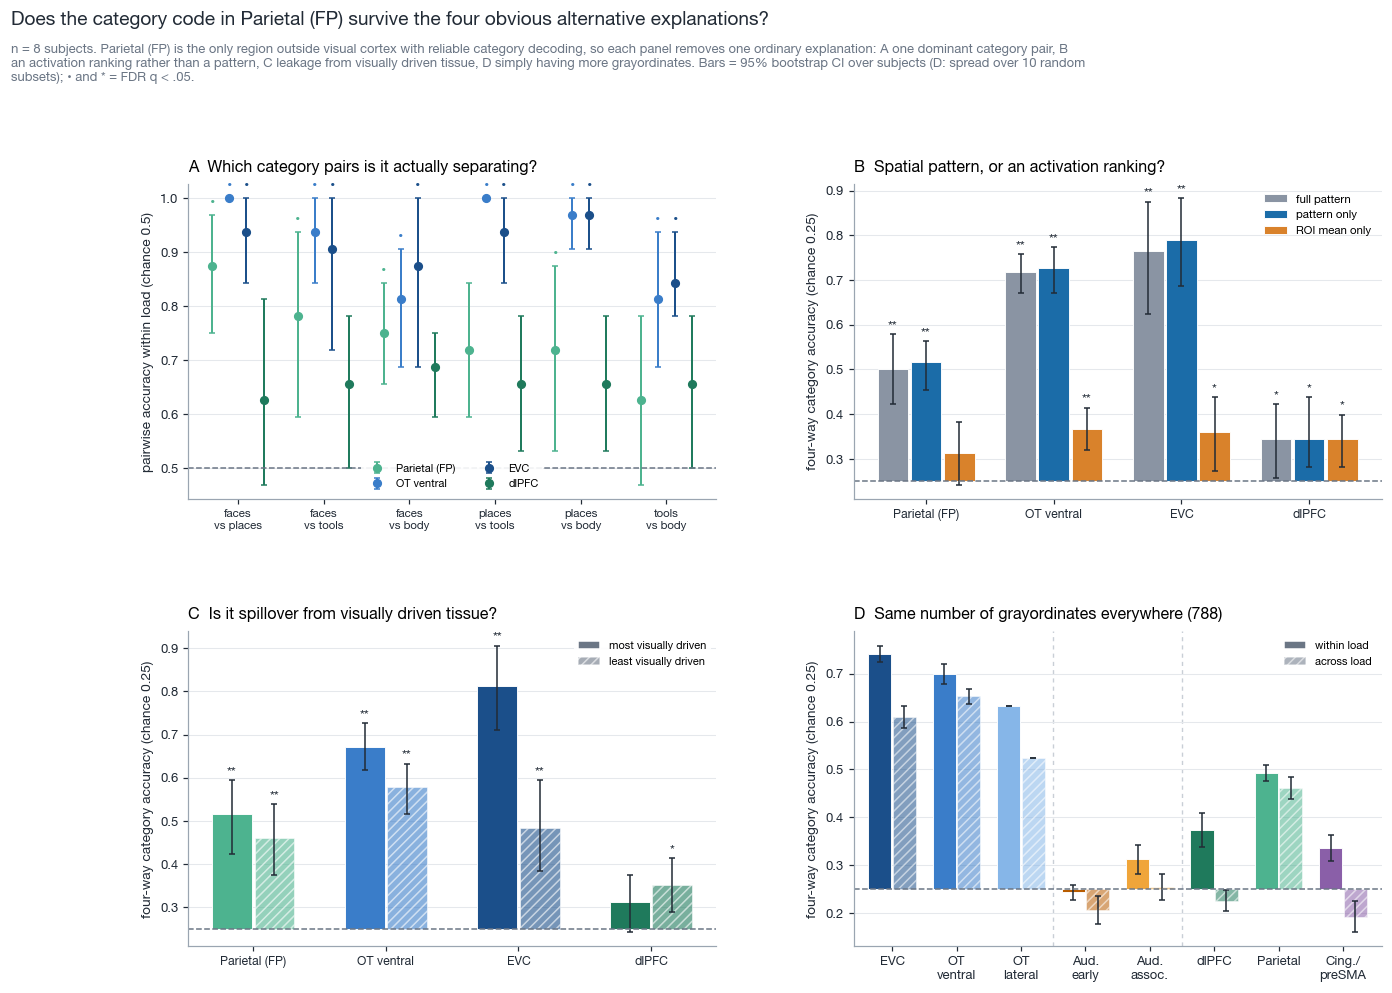 Does the category code in Parietal (FP) survive the four obvious alternative explanations?
n = 8 subjects. Parietal (FP) is the only region outside visual cortex with reliable category decoding, so each panel removes one ordinary explanation: A one dominant category pair, B
an activation ranking rather than a pattern, C leakage from visually driven tissue, D simply having more grayordinates. Bars = 95% bootstrap CI over subjects (D: spread over 10 random
subsets); • and * = FDR q < .05.
A Which category pairs is it actually separating?
pairwise accuracy within load (chance 0.5)
1.0
0.9
0.8
0.7
0.6
0.5
Parietal (FP)
OT ventral
EVC
dlPFC
faces
vs places
faces
vs tools
faces
vs body
places
vs tools
places
vs body
tools
vs body
B Spatial pattern, or an activation ranking?
four-way category accuracy (chance 0.25)
0.9
0.8
0.7
0.6
0.5
0.4
0.3
full pattern
pattern only
ROI mean only
** **
** **
** **
** *
* * *
Parietal (FP)
OT ventral
EVC
dlPFC
C Is it spillover from visually driven tissue?
four-way category accuracy (chance 0.25)
0.9
0.8
0.7
0.6
0.5
0.4
0.3
most visually driven
least visually driven
** **
** **
** **
*
Parietal (FP)
OT ventral
EVC
dlPFC
D Same number of grayordinates everywhere (788)
four-way category accuracy (chance 0.25)
0.7
0.6
0.5
0.4
0.3
0.2
within load
across load
EVC
OT
ventral
OT
lateral
Aud.
early
Aud.
assoc.
dlPFC
Parietal
Cing./
preSMA